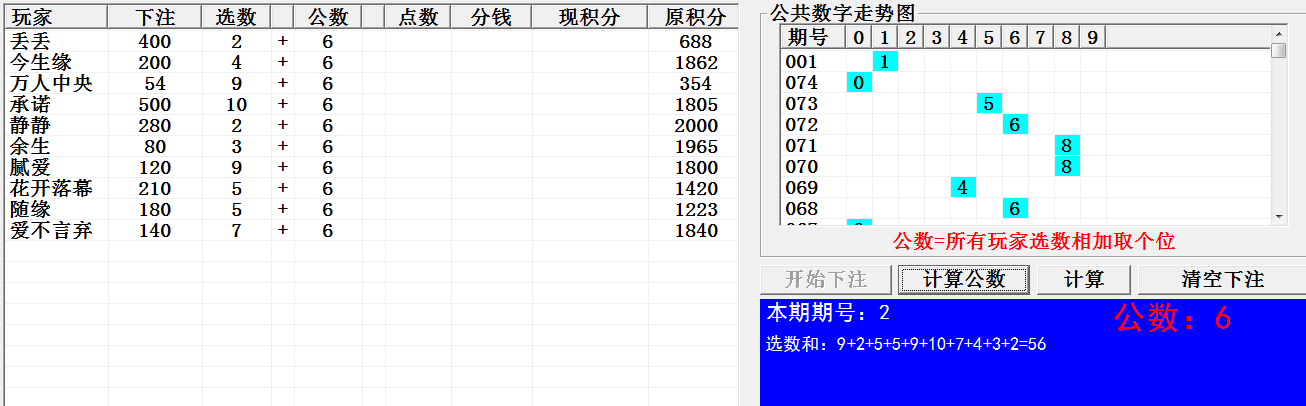 玩家 下注 选数 公数 点数 分钱 现积分 原积分
丢丢 400 2 + 6 688
今生缘 200 4 + 6 1862
万人中央 54 9 + 6 354
承诺 500 10 + 6 1805
静静 280 2 + 6 2000
余生 80 3 + 6 1965
腻爱 120 9 + 6 1800
花开落幕 210 5 + 6 1420
随缘 180 5 + 6 1223
爱不言弃 140 7 + 6 1840
公共数字走势图
期号 0 1 2 3 4 5 6 7 8 9
001 1
074 0
073 5
072 6
071 8
070 8
069 4
068 6
公数=所有玩家选数相加取个位
开始下注 计算公数 计算 清空下注
本期期号：2 公数：6
选数和：9+2+5+5+9+10+7+4+3+2=56